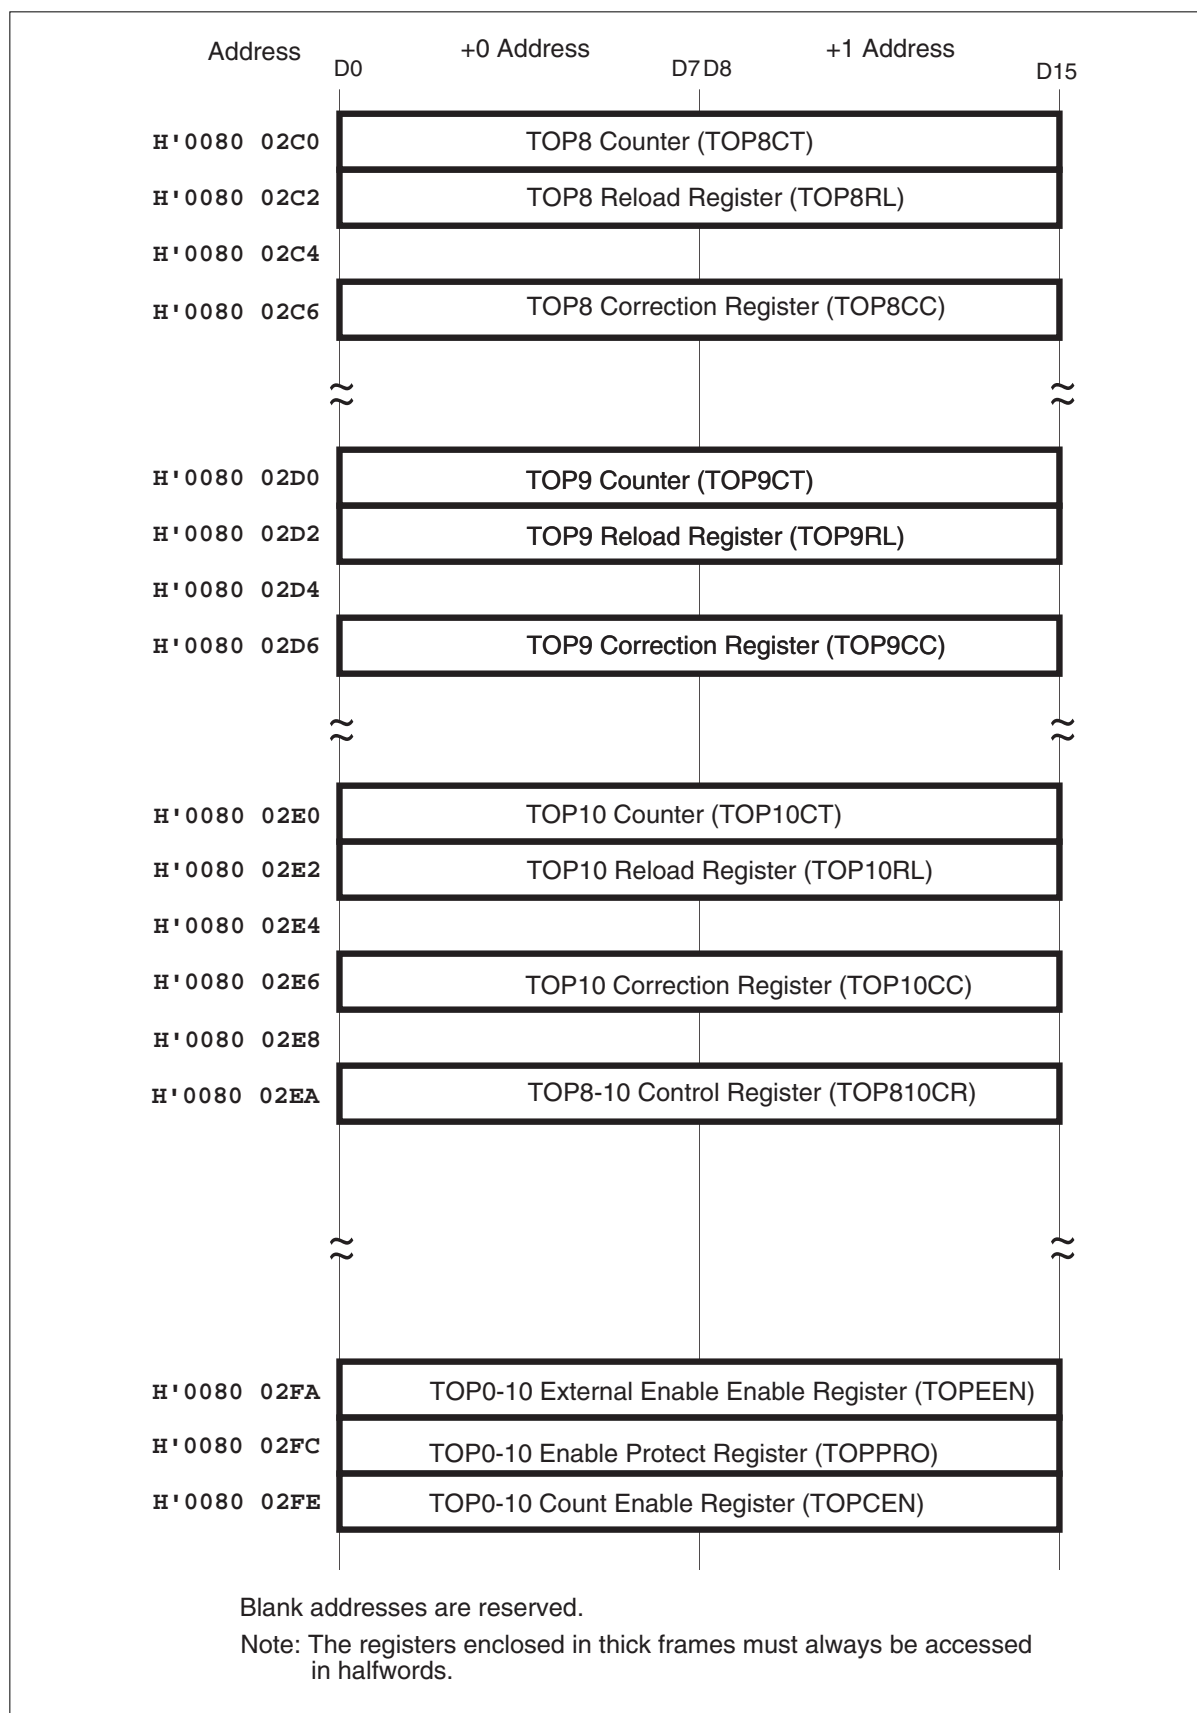 Address +0 Address +1 Address
D0 D7 D8 D15
H'0080 02C0 TOP8 Counter (TOP8CT)
H'0080 02C2 TOP8 Reload Register (TOP8RL)
H'0080 02C4
H'0080 02C6 TOP8 Correction Register (TOP8CC)
H'0080 02D0 TOP9 Counter (TOP9CT)
H'0080 02D2 TOP9 Reload Register (TOP9RL)
H'0080 02D4
H'0080 02D6 TOP9 Correction Register (TOP9CC)
H'0080 02E0 TOP10 Counter (TOP10CT)
H'0080 02E2 TOP10 Reload Register (TOP10RL)
H'0080 02E4
H'0080 02E6 TOP10 Correction Register (TOP10CC)
H'0080 02E8
H'0080 02EA TOP8-10 Control Register (TOP810CR)
H'0080 02FA TOP0-10 External Enable Enable Register (TOPEEN)
H'0080 02FC TOP0-10 Enable Protect Register (TOPPRO)
H'0080 02FE TOP0-10 Count Enable Register (TOPCEN)
Blank addresses are reserved.
Note: The registers enclosed in thick frames must always be accessed
in halfwords.